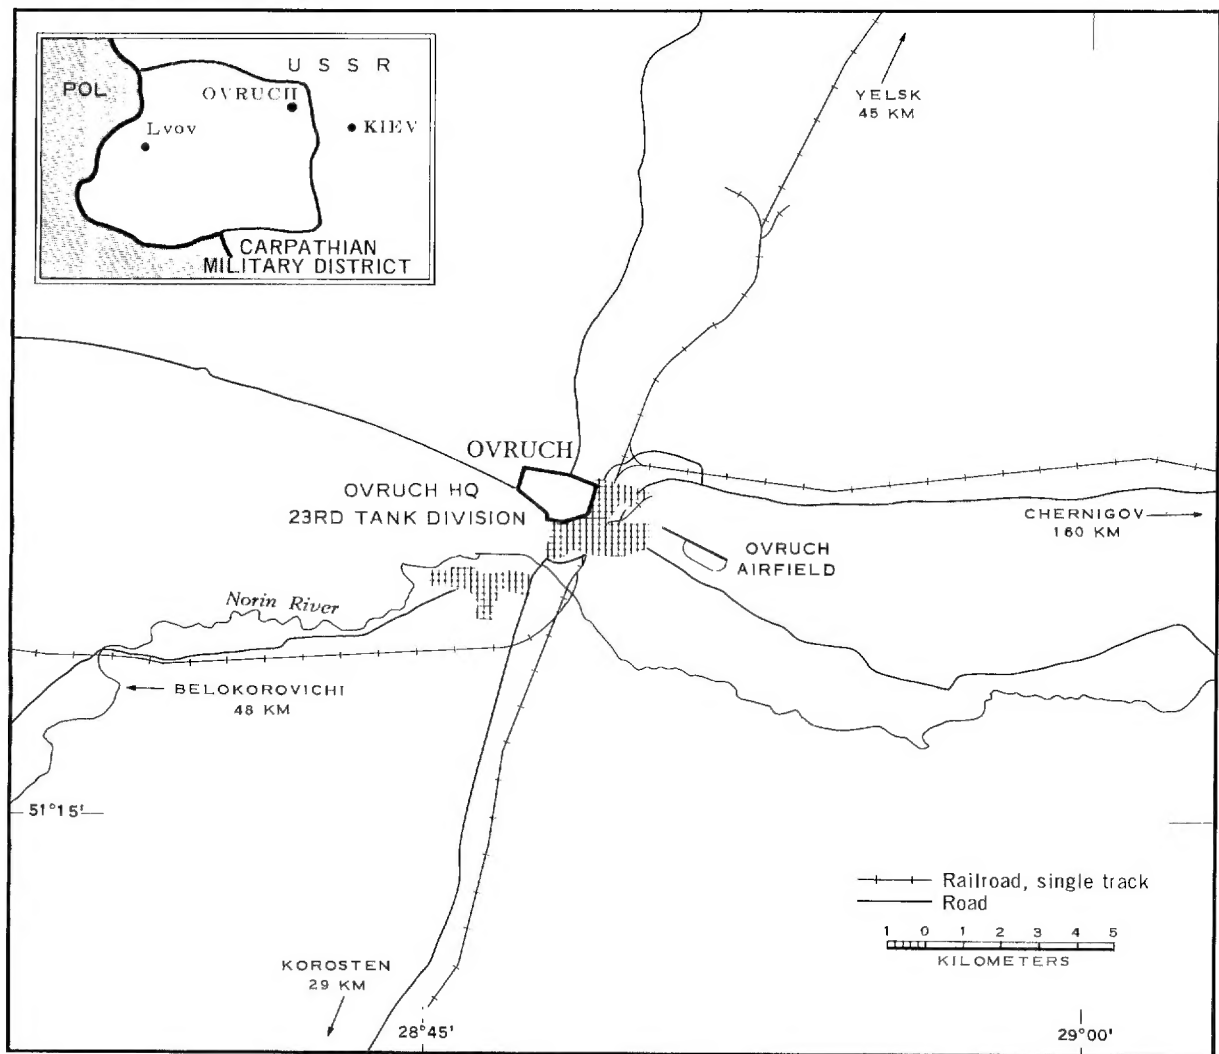 U S S R
POL
OVRUCH
Lvov
KIEV
CARPATHIAN
MILITARY DISTRICT
YELSK
45 KM
OVRUCH
OVRUCH HQ
23RD TANK DIVISION
CHERNIGOV
160 KM
OVRUCH
AIRFIELD
Norin River
BELOKOROVICHI
48 KM
51°15'
Railroad, single track
Road
1 0 1 2 3 4 5
KILOMETERS
KOROSTEN
29 KM
28°45'
29°00'